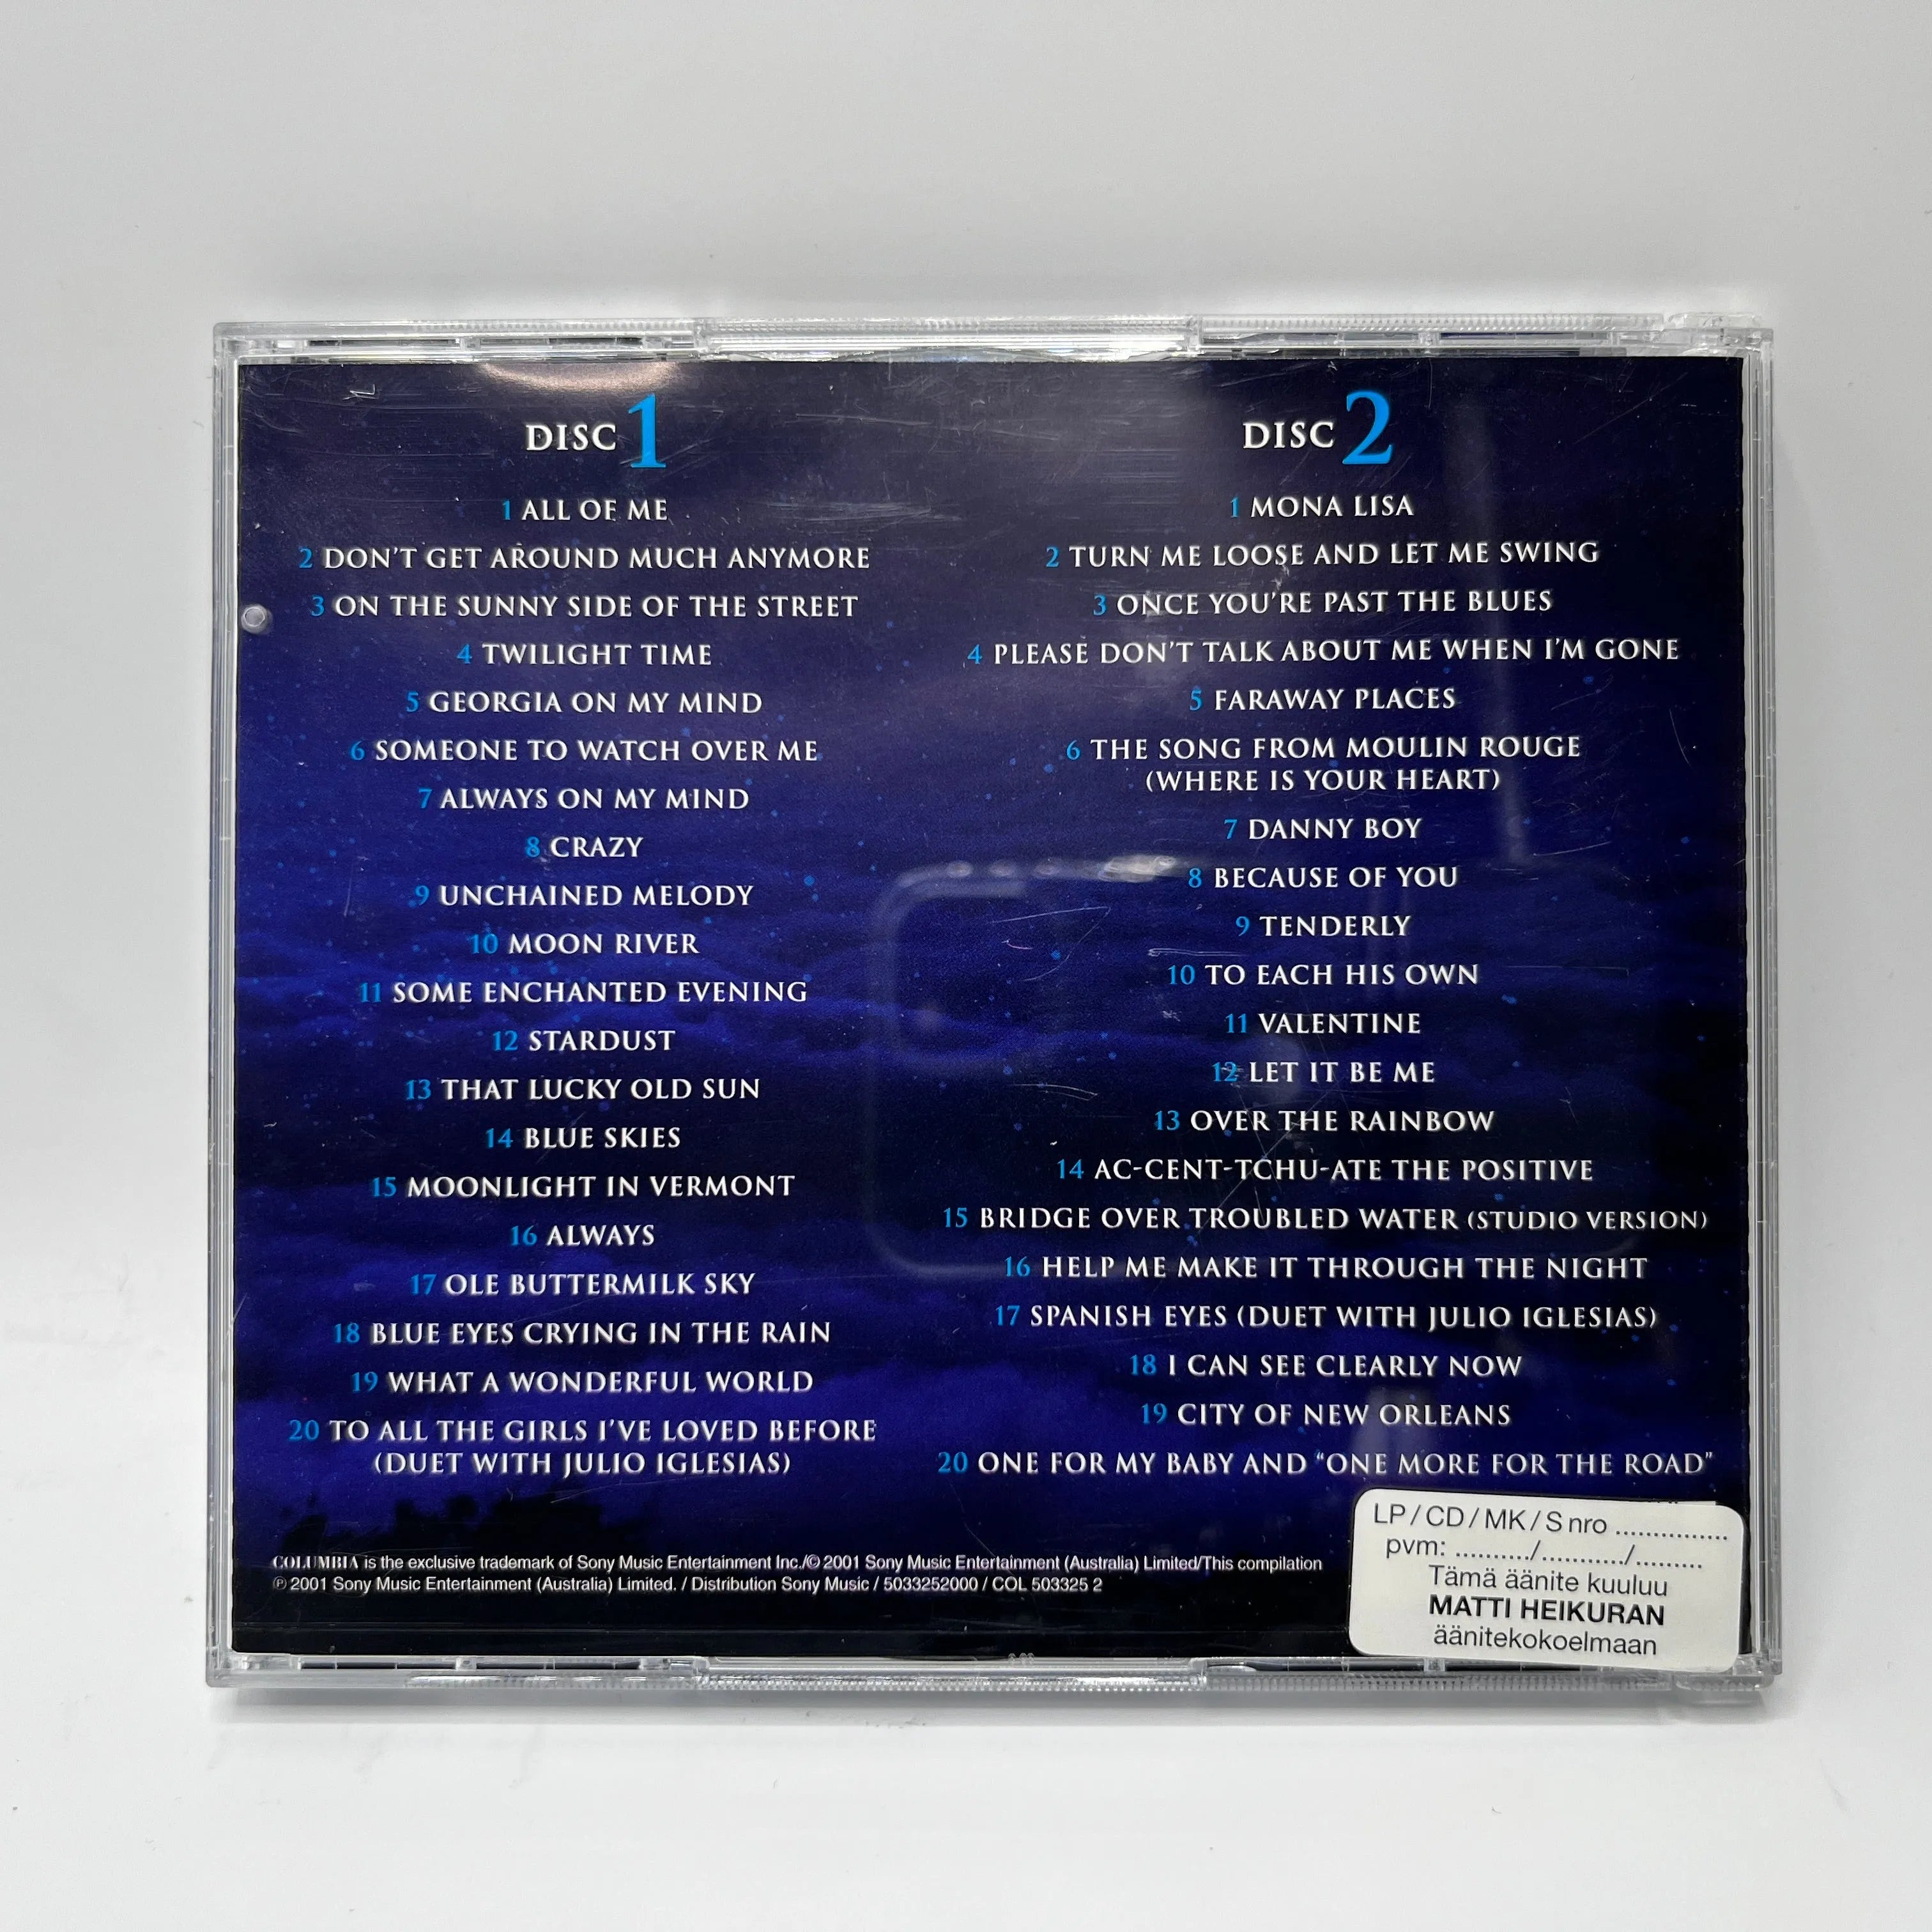 DISC 1
1 ALL OF ME
2 DON'T GET AROUND MUCH ANYMORE
3 ON THE SUNNY SIDE OF THE STREET
4 TWILIGHT TIME
5 GEORGIA ON MY MIND
6 SOMEONE TO WATCH OVER ME
7 ALWAYS ON MY MIND
8 CRAZY
9 UNCHAINED MELODY
10 MOON RIVER
11 SOME ENCHANTED EVENING
12 STARDUST
13 THAT LUCKY OLD SUN
14 BLUE SKIES
15 MOONLIGHT IN VERMONT
16 ALWAYS
17 OLE BUTTERMILK SKY
18 BLUE EYES CRYING IN THE RAIN
19 WHAT A WONDERFUL WORLD
20 TO ALL THE GIRLS I'VE LOVED BEFORE
(DUET WITH JULIO IGLESIAS)
DISC 2
1 MONA LISA
2 TURN ME LOOSE AND LET ME SWING
3 ONCE YOU'RE PAST THE BLUES
4 PLEASE DON'T TALK ABOUT ME WHEN I'M GONE
5 FARAWAY PLACES
6 THE SONG FROM MOULIN ROUGE
(WHERE IS YOUR HEART)
7 DANNY BOY
8 BECAUSE OF YOU
9 TENDERLY
10 TO EACH HIS OWN
11 VALENTINE
12 LET IT BE ME
13 OVER THE RAINBOW
14 AC-CENT-TCHU-ATE THE POSITIVE
15 BRIDGE OVER TROUBLED WATER (STUDIO VERSION)
16 HELP ME MAKE IT THROUGH THE NIGHT
17 SPANISH EYES (DUET WITH JULIO IGLESIAS)
18 I CAN SEE CLEARLY NOW
19 CITY OF NEW ORLEANS
20 ONE FOR MY BABY AND "ONE MORE FOR THE ROAD"
COLUMBIA is the exclusive trademark of Sony Music Entertainment Inc./© 2001 Sony Music Entertainment (Australia) Limited/This compilation
℗ 2001 Sony Music Entertainment (Australia) Limited. / Distribution Sony Music / 5033252000 / COL 503325 2
LP / CD / MK / S nro ...............
pvm: ........../.........../.........
Tämä äänite kuuluu
MATTI HEIKURAN
äänitekokoelmaan